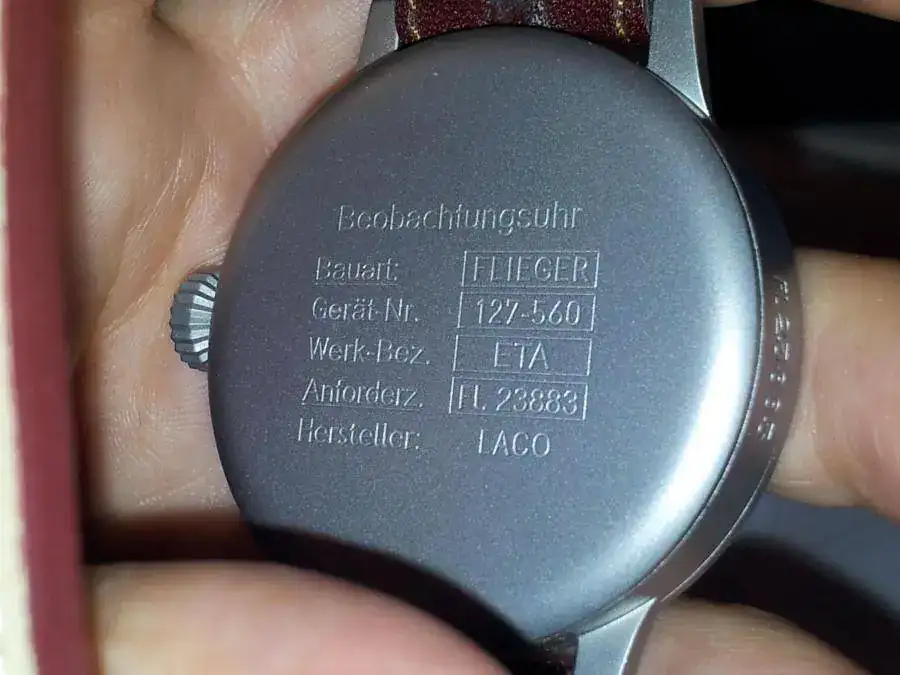 Beobachtungsuhr
Bauart: FLIEGER
Gerät-Nr. 127-560
Werk-Bez. ETA
Anforderz. Fl. 23883
Hersteller: LACO